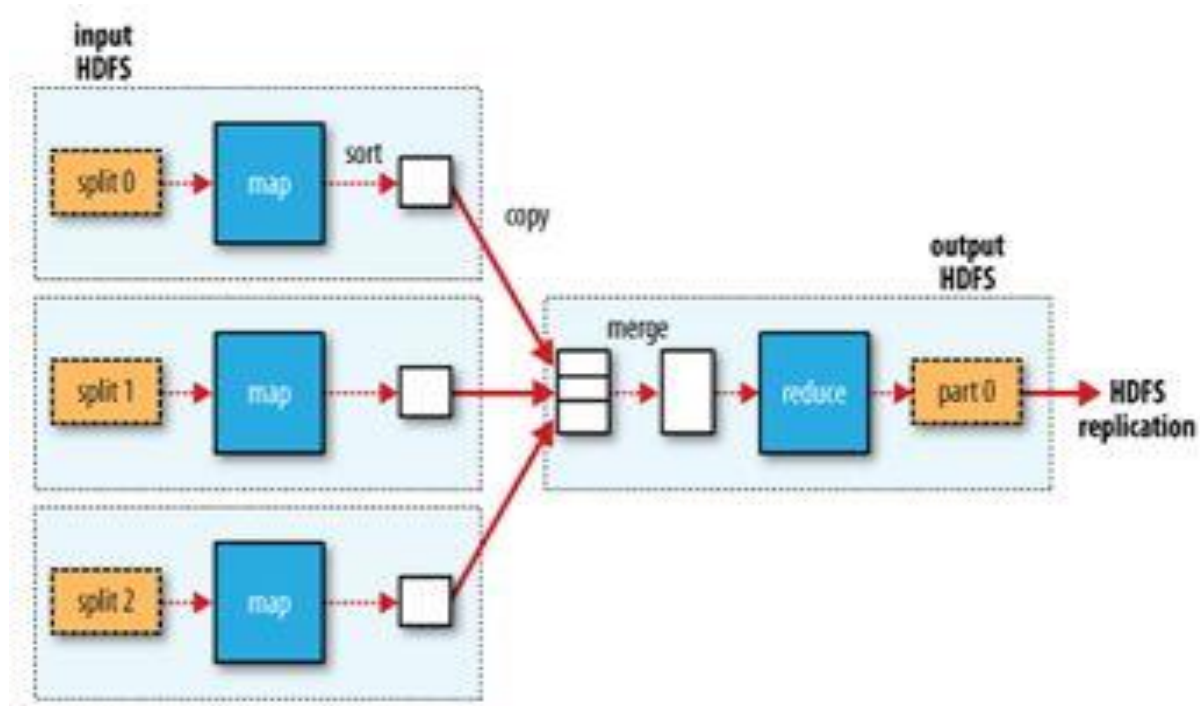 input
HDFS
split 0
map
sort
copy
output
HDFS
split 1
map
merge
reduce
part 0
HDFS
replication
split 2
map